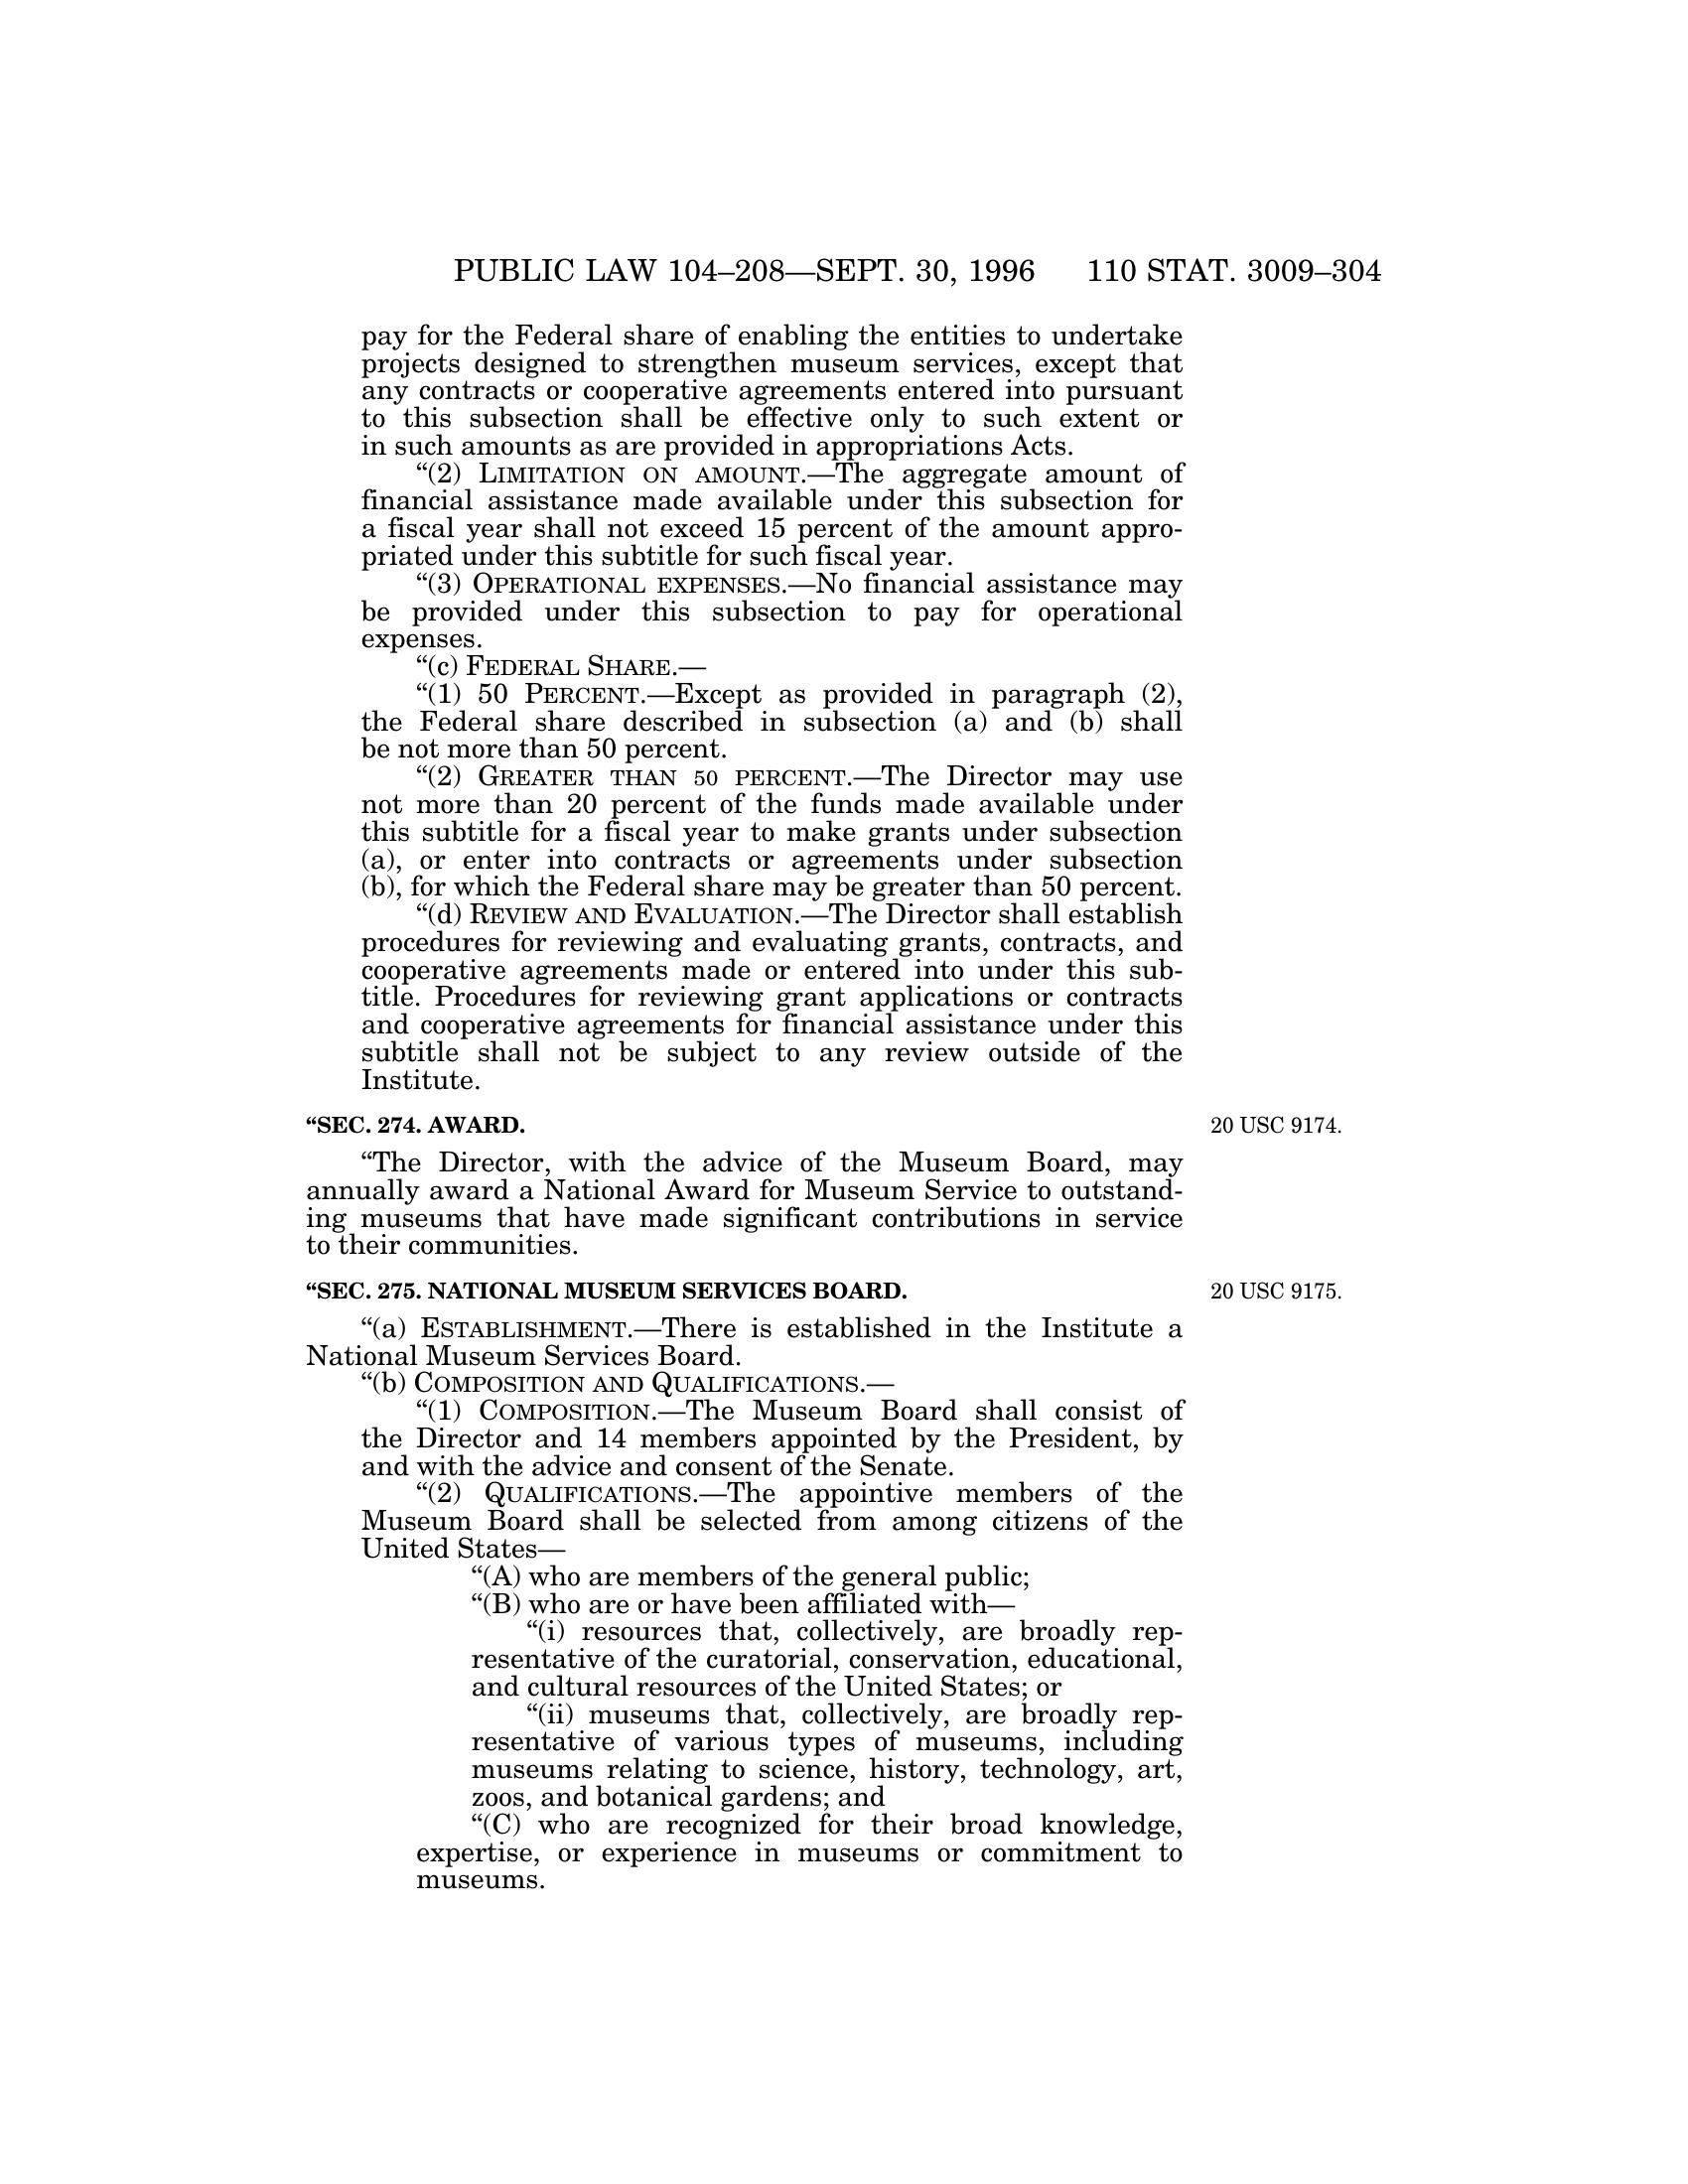 PUBLIC LAW 104–208—SEPT. 30, 1996 110 STAT. 3009–304
pay for the Federal share of enabling the entities to undertake
projects designed to strengthen museum services, except that
any contracts or cooperative agreements entered into pursuant
to this subsection shall be effective only to such extent or
in such amounts as are provided in appropriations Acts.
“(2) LIMITATION ON AMOUNT.—The aggregate amount of
financial assistance made available under this subsection for
a fiscal year shall not exceed 15 percent of the amount appro-
priated under this subtitle for such fiscal year.
“(3) OPERATIONAL EXPENSES.—No financial assistance may
be provided under this subsection to pay for operational
expenses.
“(c) FEDERAL SHARE.—
“(1) 50 PERCENT.—Except as provided in paragraph (2),
the Federal share described in subsection (a) and (b) shall
be not more than 50 percent.
“(2) GREATER THAN 50 PERCENT.—The Director may use
not more than 20 percent of the funds made available under
this subtitle for a fiscal year to make grants under subsection
(a), or enter into contracts or agreements under subsection
(b), for which the Federal share may be greater than 50 percent.
“(d) REVIEW AND EVALUATION.—The Director shall establish
procedures for reviewing and evaluating grants, contracts, and
cooperative agreements made or entered into under this sub-
title. Procedures for reviewing grant applications or contracts
and cooperative agreements for financial assistance under this
subtitle shall not be subject to any review outside of the
Institute.
“SEC. 274. AWARD. 20 USC 9174.
“The Director, with the advice of the Museum Board, may
annually award a National Award for Museum Service to outstand-
ing museums that have made significant contributions in service
to their communities.
“SEC. 275. NATIONAL MUSEUM SERVICES BOARD. 20 USC 9175.
“(a) ESTABLISHMENT.—There is established in the Institute a
National Museum Services Board.
“(b) COMPOSITION AND QUALIFICATIONS.—
“(1) COMPOSITION.—The Museum Board shall consist of
the Director and 14 members appointed by the President, by
and with the advice and consent of the Senate.
“(2) QUALIFICATIONS.—The appointive members of the
Museum Board shall be selected from among citizens of the
United States—
“(A) who are members of the general public;
“(B) who are or have been affiliated with—
“(i) resources that, collectively, are broadly rep-
resentative of the curatorial, conservation, educational,
and cultural resources of the United States; or
“(ii) museums that, collectively, are broadly rep-
resentative of various types of museums, including
museums relating to science, history, technology, art,
zoos, and botanical gardens; and
“(C) who are recognized for their broad knowledge,
expertise, or experience in museums or commitment to
museums.